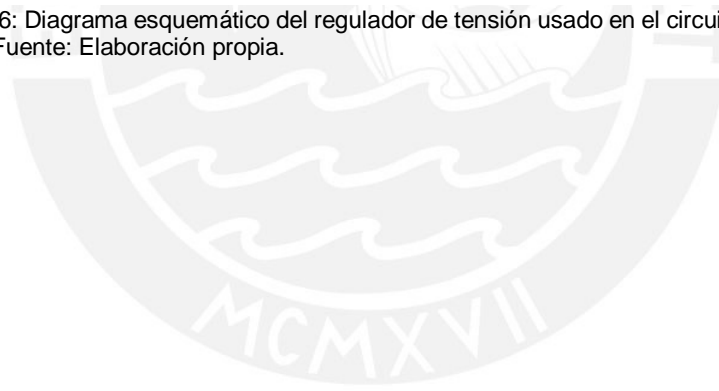 6: Diagrama esquemático del regulador de tensión usado en el circui
Fuente: Elaboración propia.
MCMXVII